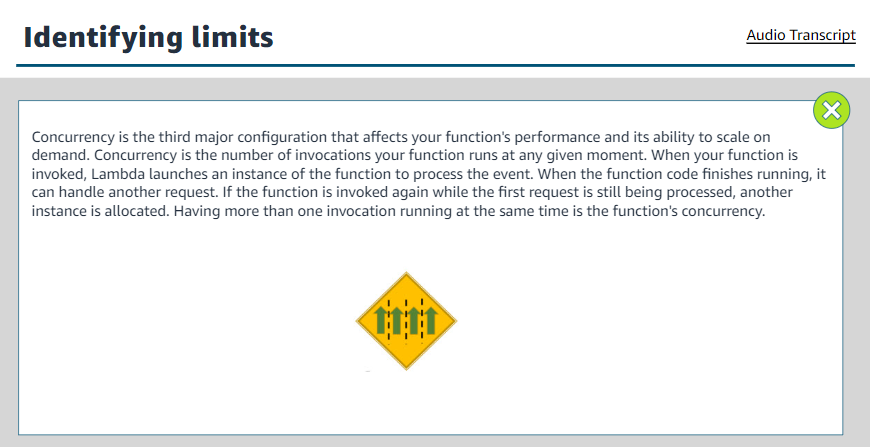 Identifying limits
Audio Transcript
Concurrency is the third major configuration that affects your function's performance and its ability to scale on
demand. Concurrency is the number of invocations your function runs at any given moment. When your function is
invoked, Lambda launches an instance of the function to process the event. When the function code finishes running, it
can handle another request. If the function is invoked again while the first request is still being processed, another
instance is allocated. Having more than one invocation running at the same time is the function's concurrency.